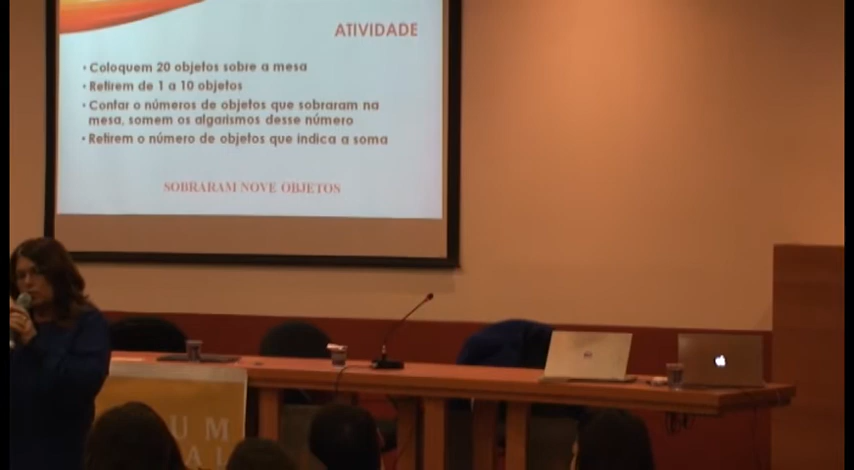 ATIVIDADE
• Coloquem 20 objetos sobre a mesa
• Retirem de 1 a 10 objetos
• Contar o números de objetos que sobraram na
mesa, somem os algarismos desse número
• Retirem o número de objetos que indica a soma
SOBRARAM NOVE OBJETOS
U M